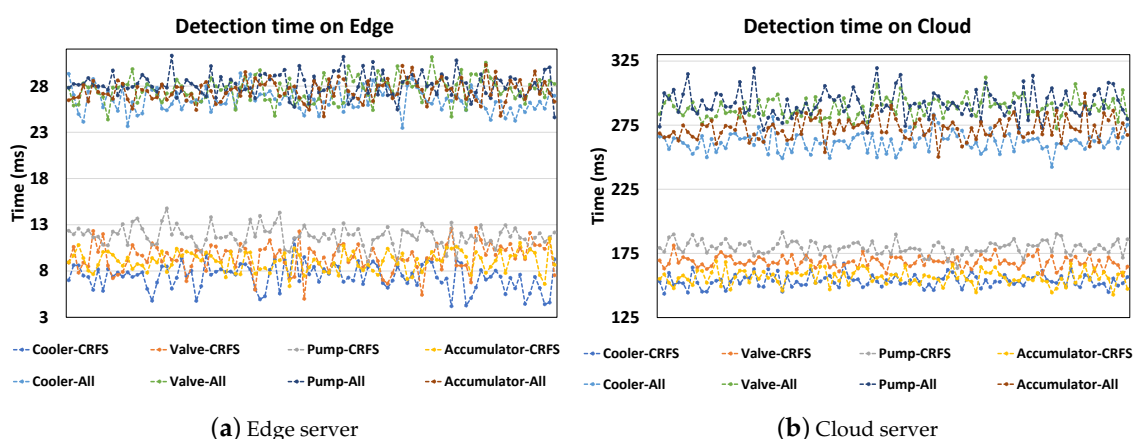 Detection time on Edge
Time (ms)
28
23
18
13
8
3
Cooler-CRFS Valve-CRFS Pump-CRFS Accumulator-CRFS
Cooler-All Valve-All Pump-All Accumulator-All
(a) Edge server
Detection time on Cloud
Time (ms)
325
275
225
175
125
Cooler-CRFS Valve-CRFS Pump-CRFS Accumulator-CRFS
Cooler-All Valve-All Pump-All Accumulator-All
(b) Cloud server